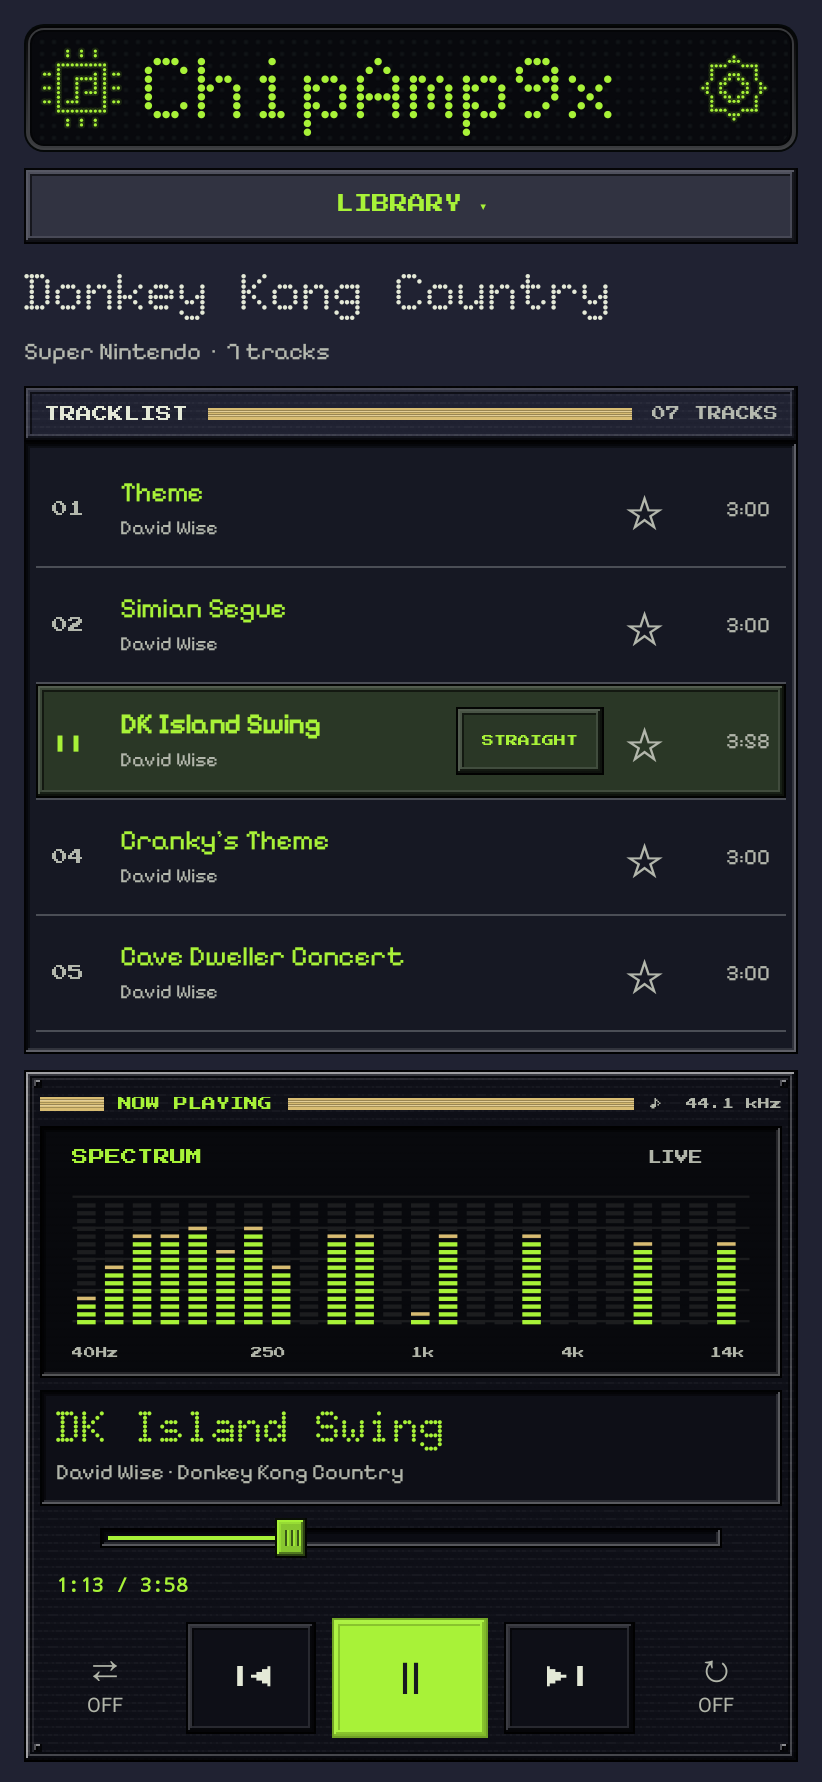 ChipAmp9x
LIBRARY ▾
Donkey Kong Country
Super Nintendo · 7 tracks
TRACKLIST 07 TRACKS
01 Theme 3:00
David Wise
02 Simian Segue 3:00
David Wise
DK Island Swing STRAIGHT 3:58
David Wise
04 Cranky's Theme 3:00
David Wise
05 Cave Dweller Concert 3:00
David Wise
NOW PLAYING ♪ 44.1 kHz
SPECTRUM LIVE
40Hz 250 1k 4k 14k
DK Island Swing
David Wise · Donkey Kong Country
1:13 / 3:58
OFF OFF